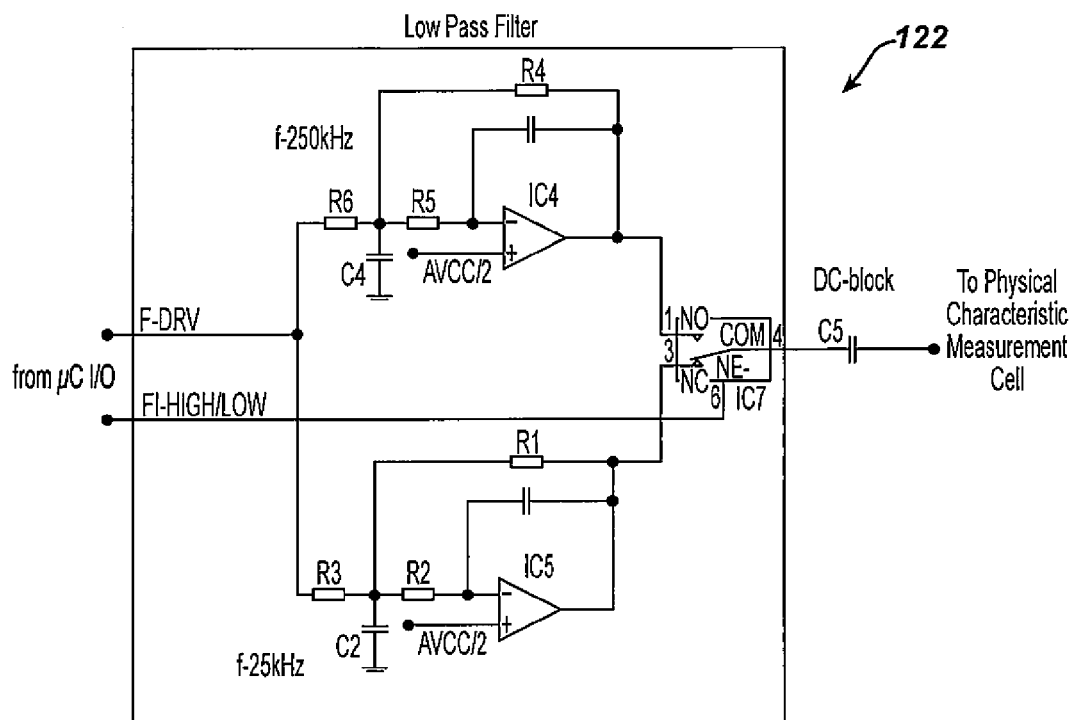 Low Pass Filter
122
R4
f-250kHz
IC4
R6
R5
-
+
C4
AVCC/2
DC-block
To Physical
Characteristic
Measurement
Cell
1
NO
F-DRV
COM
4
C5
3
from µC I/O
NE-
NC
FI-HIGH/LOW
6
IC7
R1
IC5
R3
R2
-
+
C2
AVCC/2
f-25kHz